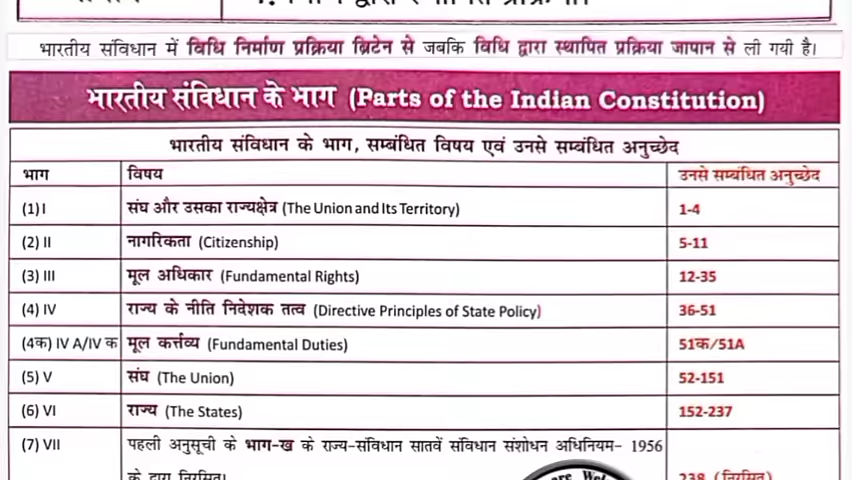 भारतीय संविधान में विधि निर्माण प्रक्रिया ब्रिटेन से जबकि विधि द्वारा स्थापित प्रक्रिया जापान से ली गयी है।
भारतीय संविधान के भाग (Parts of the Indian Constitution)
भारतीय संविधान के भाग, सम्बंधित विषय एवं उनसे सम्बंधित अनुच्छेद
भाग विषय उनसे सम्बंधित अनुच्छेद
(1) I संघ और उसका राज्यक्षेत्र (The Union and Its Territory) 1-4
(2) II नागरिकता (Citizenship) 5-11
(3) III मूल अधिकार (Fundamental Rights) 12-35
(4) IV राज्य के नीति निदेशक तत्व (Directive Principles of State Policy) 36-51
(4क) IV A/IV क मूल कर्त्तव्य (Fundamental Duties) 51क/51A
(5) V संघ (The Union) 52-151
(6) VI राज्य (The States) 152-237
(7) VII पहली अनुसूची के भाग-ख के राज्य-संविधान सातवें संविधान संशोधन अधिनियम- 1956
के द्वारा निरसित। 238 (निरसित)